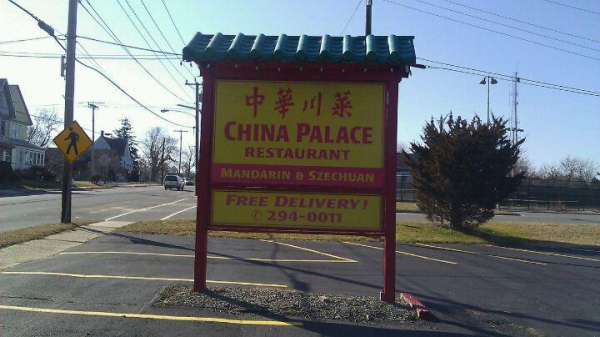 中華川菜
CHINA PALACE
RESTAURANT
MANDARIN & SZECHUAN
FREE DELIVERY!
✆ 294-0011